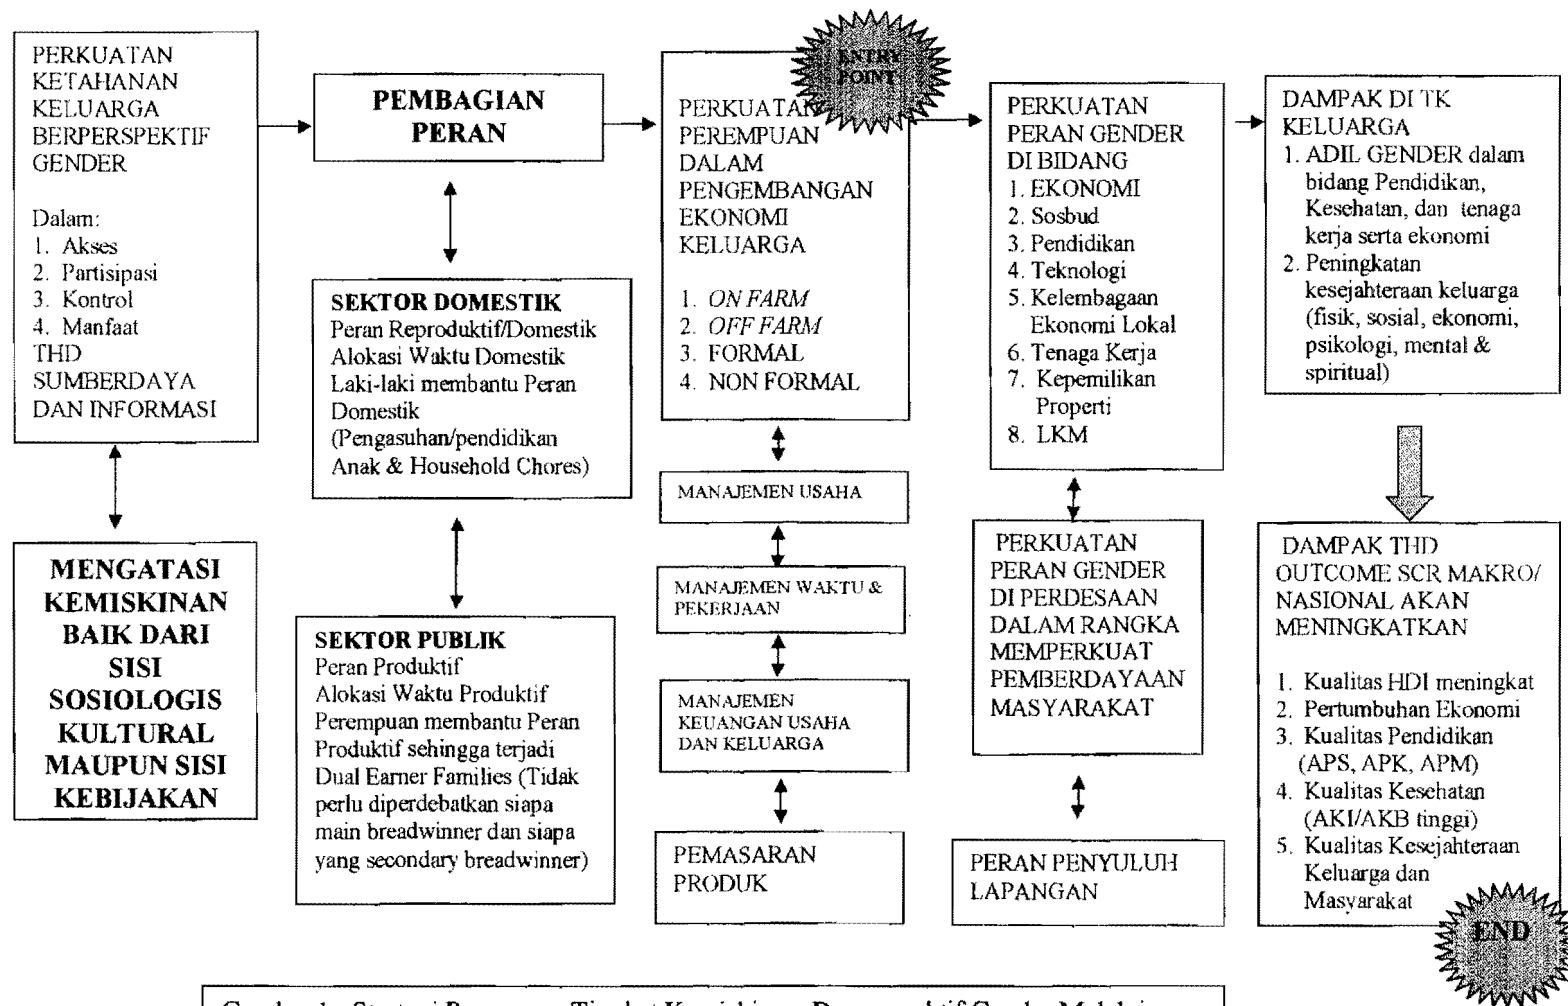 PERKUATAN
KETAHANAN
KELUARGA
BERPERSPEKTIF
GENDER
Dalam:
1. Akses
2. Partisipasi
3. Kontrol
4. Manfaat
THD
SUMBERDAYA
DAN INFORMASI
MENGATASI
KEMISKINAN
BAIK DARI
SISI
SOSIOLOGIS
KULTURAL
MAUPUN SISI
KEBIJAKAN
PEMBAGIAN
PERAN
SEKTOR DOMESTIK
Peran Reproduktif/Domestik
Alokasi Waktu Domestik
Laki-laki membantu Peran
Domestik
(Pengasuhan/pendidikan
Anak & Household Chores)
SEKTOR PUBLIK
Peran Produktif
Alokasi Waktu Produktif
Perempuan membantu Peran
Produktif sehingga terjadi
Dual Earner Families (Tidak
perlu diperdebatkan siapa
main breadwinner dan siapa
yang secondary breadwinner)
ENTRY
POINT
PERKUATAN
PEREMPUAN
DALAM
PENGEMBANGAN
EKONOMI
KELUARGA
1. ON FARM
2. OFF FARM
3. FORMAL
4. NON FORMAL
MANAJEMEN USAHA
MANAJEMEN WAKTU &
PEKERJAAN
MANAJEMEN
KEUANGAN USAHA
DAN KELUARGA
PEMASARAN
PRODUK
PERKUATAN
PERAN GENDER
DI BIDANG
1. EKONOMI
2. Sosbud
3. Pendidikan
4. Teknologi
5. Kelembagaan
Ekonomi Lokal
6. Tenaga Kerja
7. Kepemilikan
Properti
8. LKM
PERKUATAN
PERAN GENDER
DI PERDESAAN
DALAM RANGKA
MEMPERKUAT
PEMBERDAYAAN
MASYARAKAT
PERAN PENYULUH
LAPANGAN
DAMPAK DI TK
KELUARGA
1. ADIL GENDER dalam
bidang Pendidikan,
Kesehatan, dan tenaga
kerja serta ekonomi
2. Peningkatan
kesejahteraan keluarga
(fisik, sosial, ekonomi,
psikologi, mental &
spiritual)
DAMPAK THD
OUTCOME SCR MAKRO/
NASIONAL AKAN
MENINGKATKAN
1. Kualitas HDI meningkat
2. Pertumbuhan Ekonomi
3. Kualitas Pendidikan
(APS, APK, APM)
4. Kualitas Kesehatan
(AKI/AKB tinggi)
5. Kualitas Kesejahteraan
Keluarga dan
Masyarakat
END